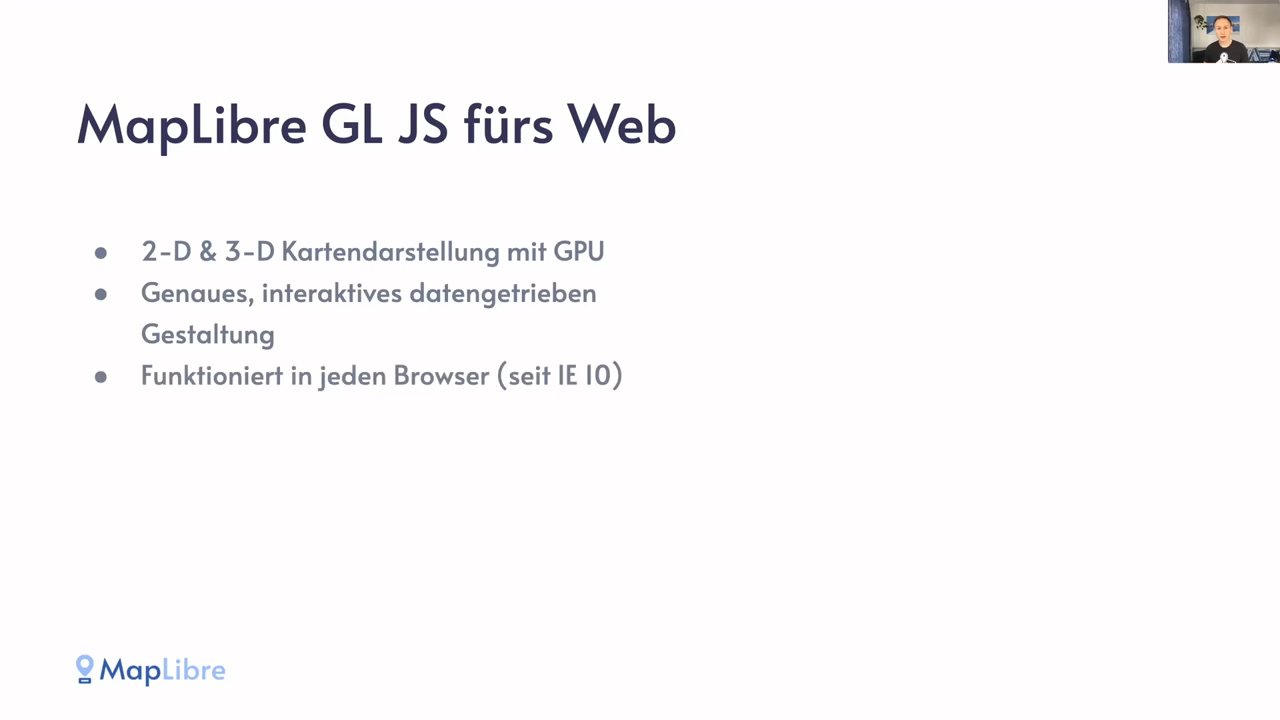 MapLibre GL JS fürs Web
● 2-D & 3-D Kartendarstellung mit GPU
● Genaues, interaktives datengetrieben
Gestaltung
● Funktioniert in jeden Browser (seit IE 10)
MapLibre